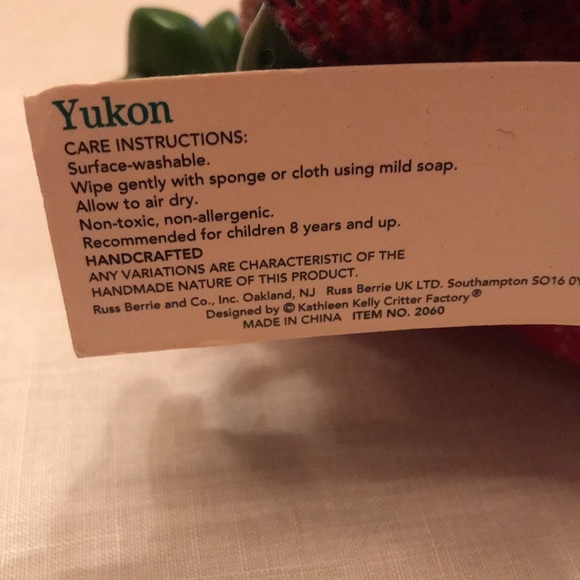 Yukon
CARE INSTRUCTIONS:
Surface-washable.
Wipe gently with sponge or cloth using mild soap.
Allow to air dry.
Non-toxic, non-allergenic.
Recommended for children 8 years and up.
HANDCRAFTED
ANY VARIATIONS ARE CHARACTERISTIC OF THE
HANDMADE NATURE OF THIS PRODUCT.
Russ Berrie and Co., Inc. Oakland, NJ Russ Berrie UK LTD. Southampton SO16
Designed by © Kathleen Kelly Critter Factory®
MADE IN CHINA ITEM NO. 2060